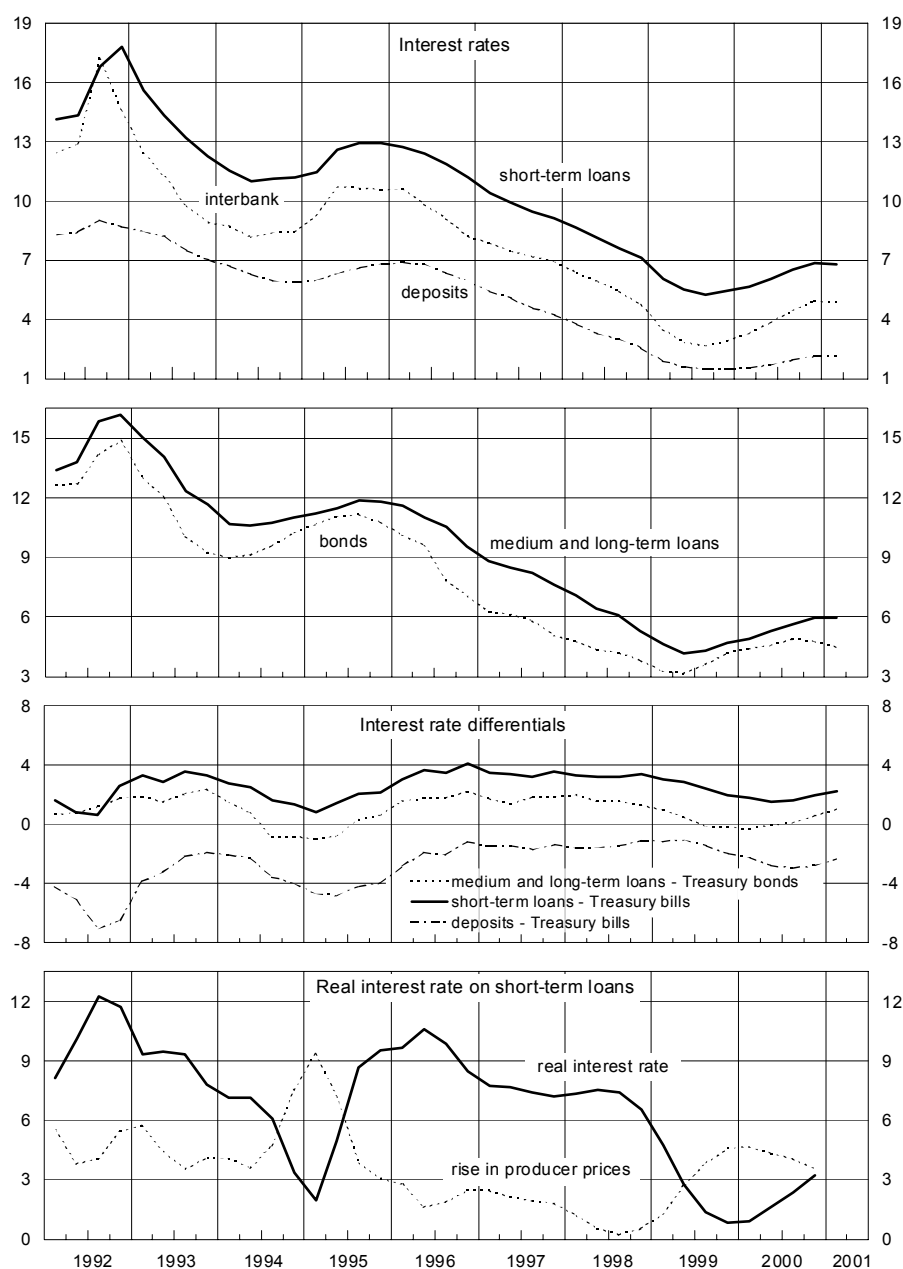 19 19
Interest rates
16 16
13 13
short-term loans
interbank
10 10
7 7
deposits
4 4
1 1
15 15
12 12
bonds
medium and long-term loans
9 9
6 6
3 3
8 8
Interest rate differentials
4 4
0 0
-4 -4
medium and long-term loans - Treasury bonds
short-term loans - Treasury bills
deposits - Treasury bills
-8 -8
Real interest rate on short-term loans
12 12
9 9
real interest rate
6 6
rise in producer prices
3 3
0 0
1992 1993 1994 1995 1996 1997 1998 1999 2000 2001